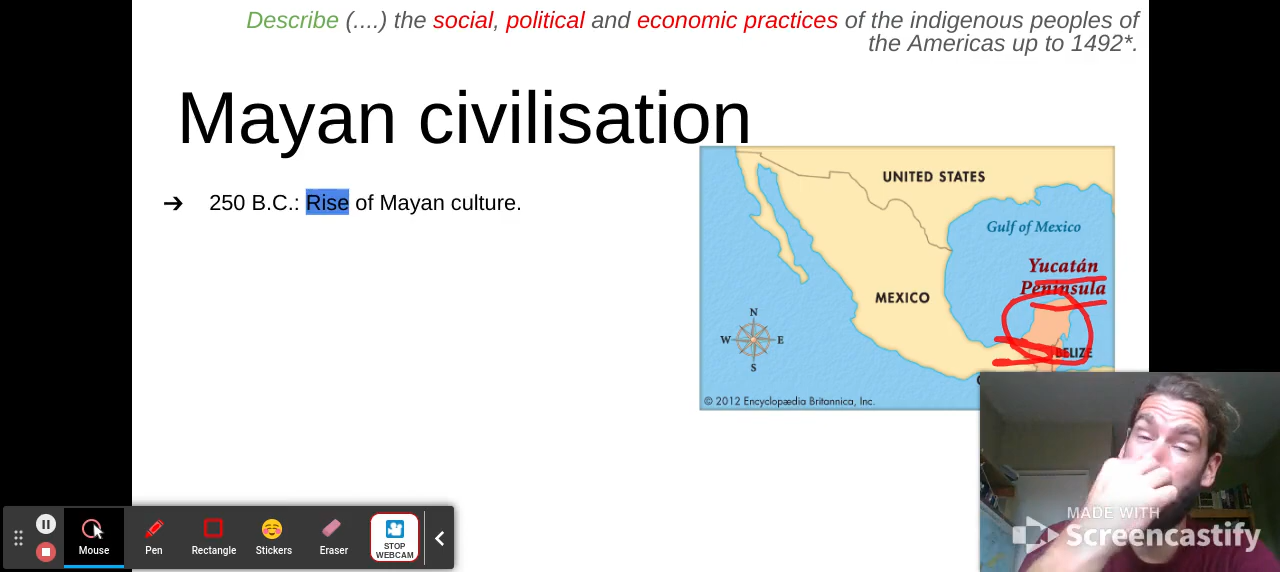 Describe (....) the social, political and economic practices of the indigenous peoples of
the Americas up to 1492*.
Mayan civilisation
➔ 250 B.C.: Rise of Mayan culture.
UNITED STATES
Gulf of Mexico
Yucatán
Peninsula
MEXICO
N
W E
S
BELIZE
© 2012 Encyclopædia Britannica, Inc.
Mouse
Pen
Rectangle
Stickers
Eraser
STOP
WEBCAM
MADE WITH
Screencastify